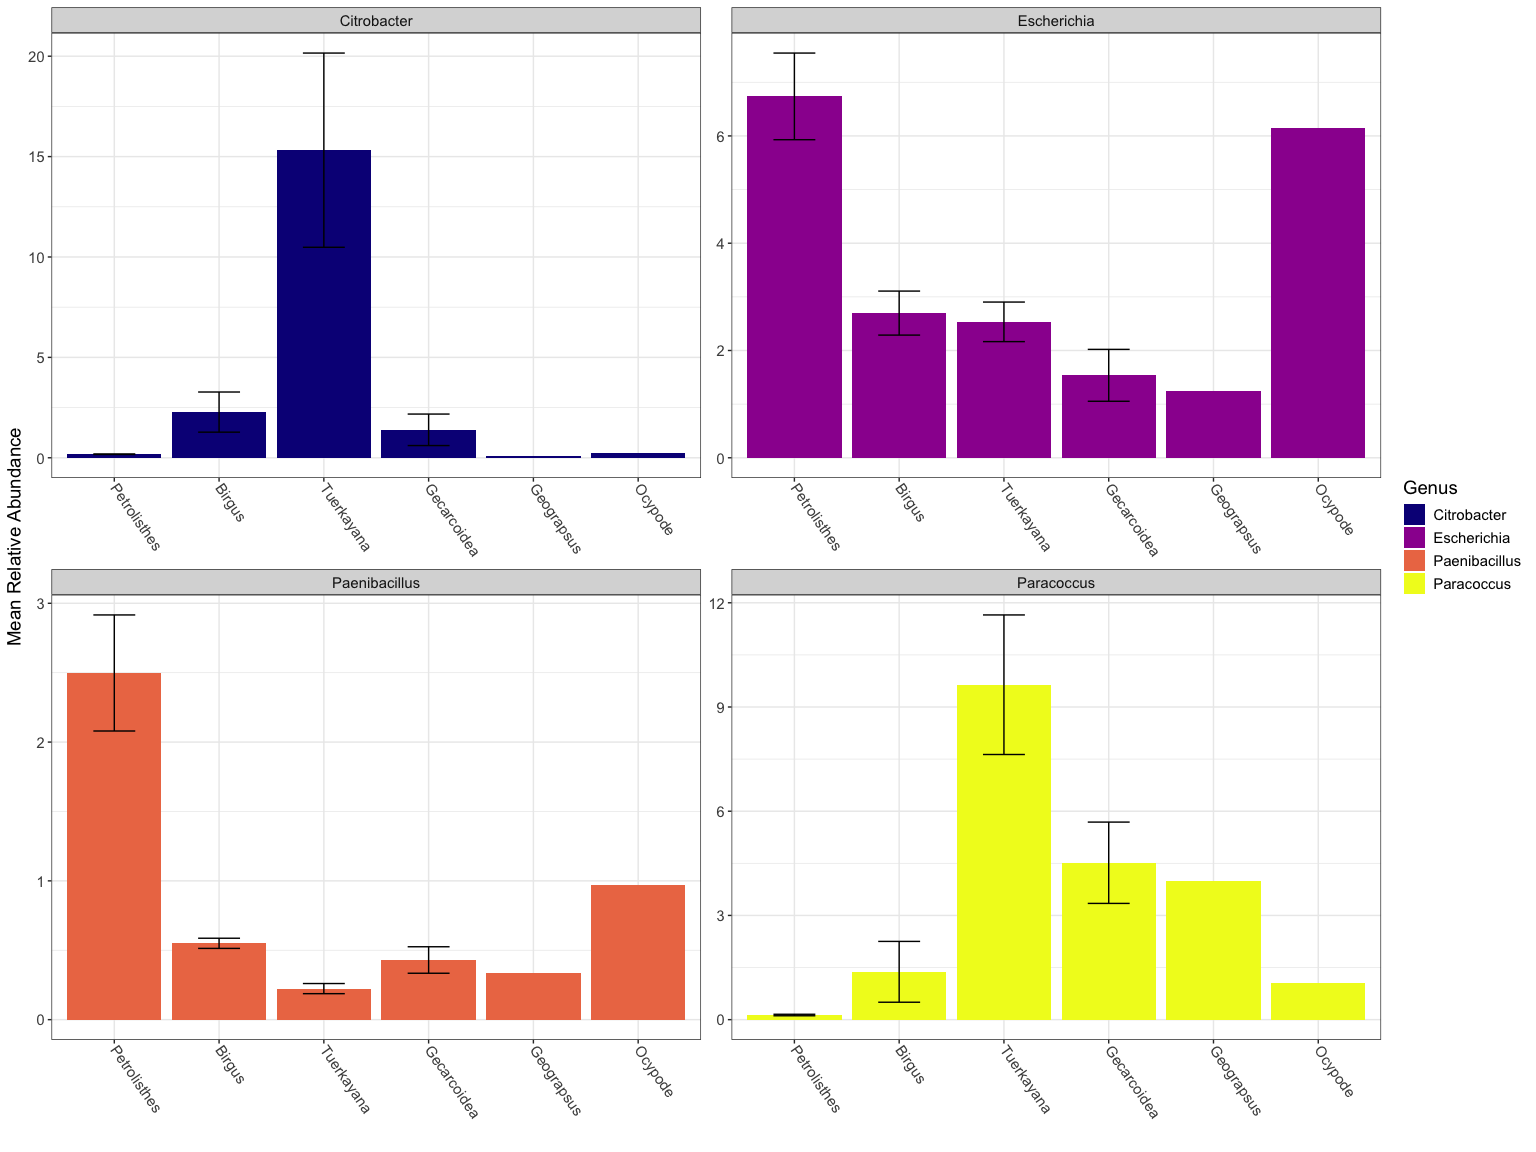 Citrobacter
Escherichia
20
15
10
5
0
6
4
2
0
Petrolisthes
Birgus
Tuerkayana
Gecarcoidea
Geograpsus
Ocypode
Petrolisthes
Birgus
Tuerkayana
Gecarcoidea
Geograpsus
Ocypode
Mean Relative Abundance
Paenibacillus
Paracoccus
3
2
1
0
12
9
6
3
0
Petrolisthes
Birgus
Tuerkayana
Gecarcoidea
Geograpsus
Ocypode
Petrolisthes
Birgus
Tuerkayana
Gecarcoidea
Geograpsus
Ocypode
Genus
Citrobacter
Escherichia
Paenibacillus
Paracoccus